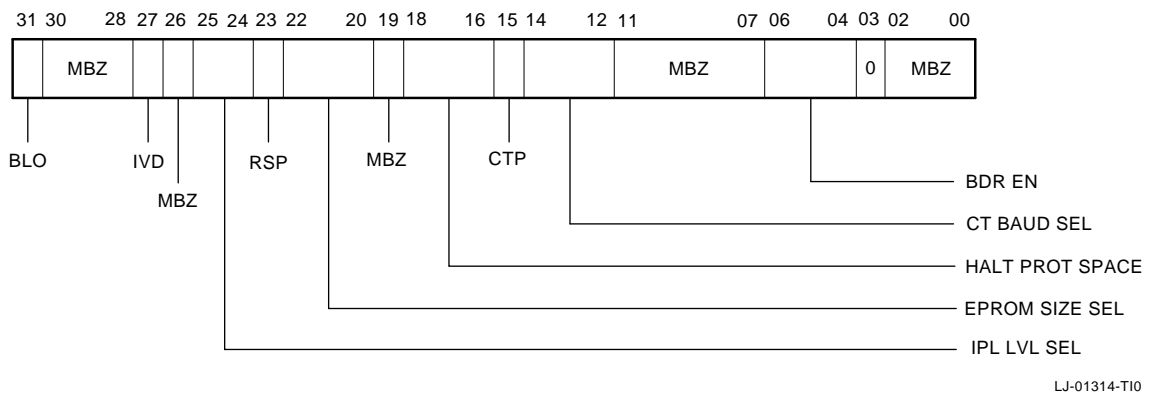 31 30 28 27 26 25 24 23 22 20 19 18 16 15 14 12 11 07 06 04 03 02 00
MBZ MBZ 0 MBZ
BLO IVD RSP MBZ CTP
BDR EN
MBZ
CT BAUD SEL
HALT PROT SPACE
EPROM SIZE SEL
IPL LVL SEL
LJ-01314-TI0